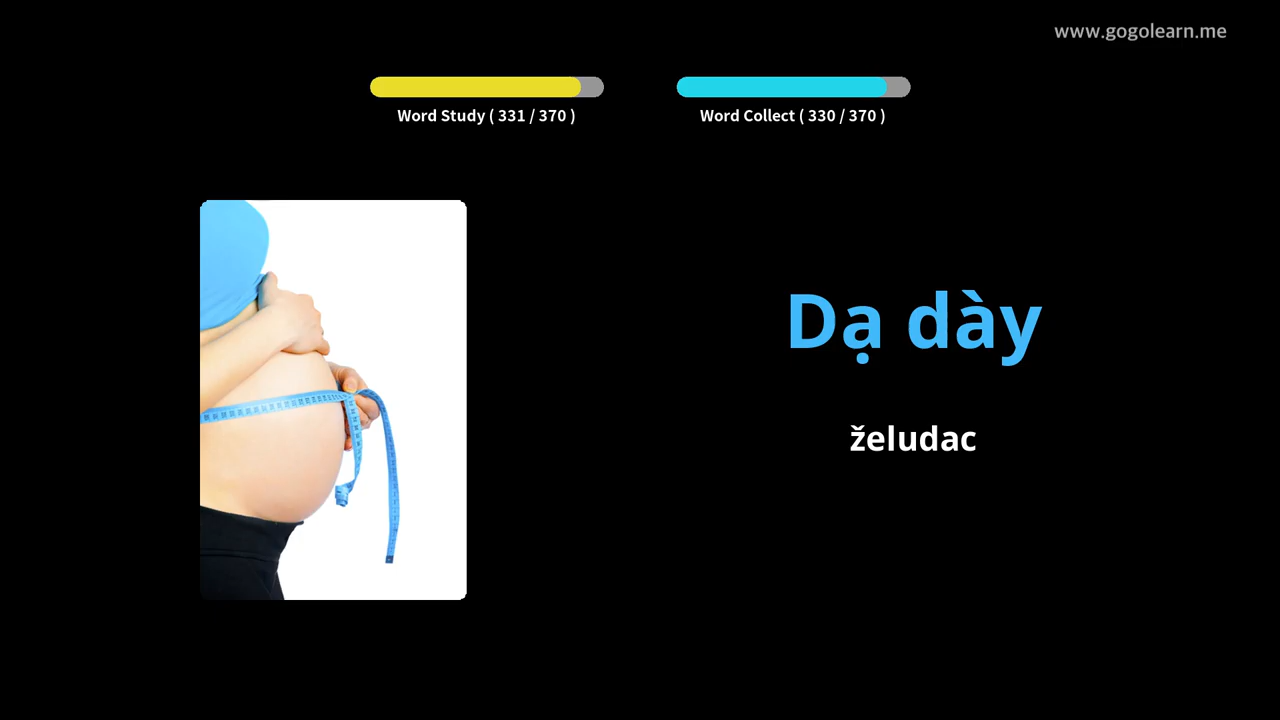 www.gogolearn.me
Word Study ( 331 / 370 )
Word Collect ( 330 / 370 )
Dạ dày
želudac